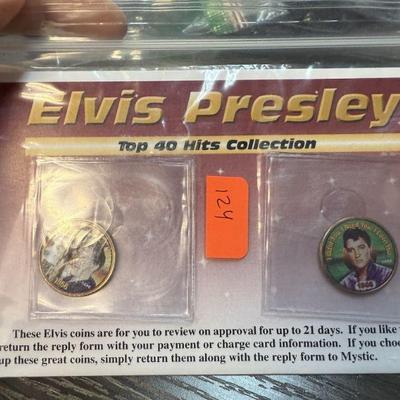 Elvis Presley
Top 40 Hits Collection
124
1956
These Elvis coins are for you to review on approval for up to 21 days. If you like
return the reply form with your payment or charge card information. If you choo
up these great coins, simply return them along with the reply form to Mystic.